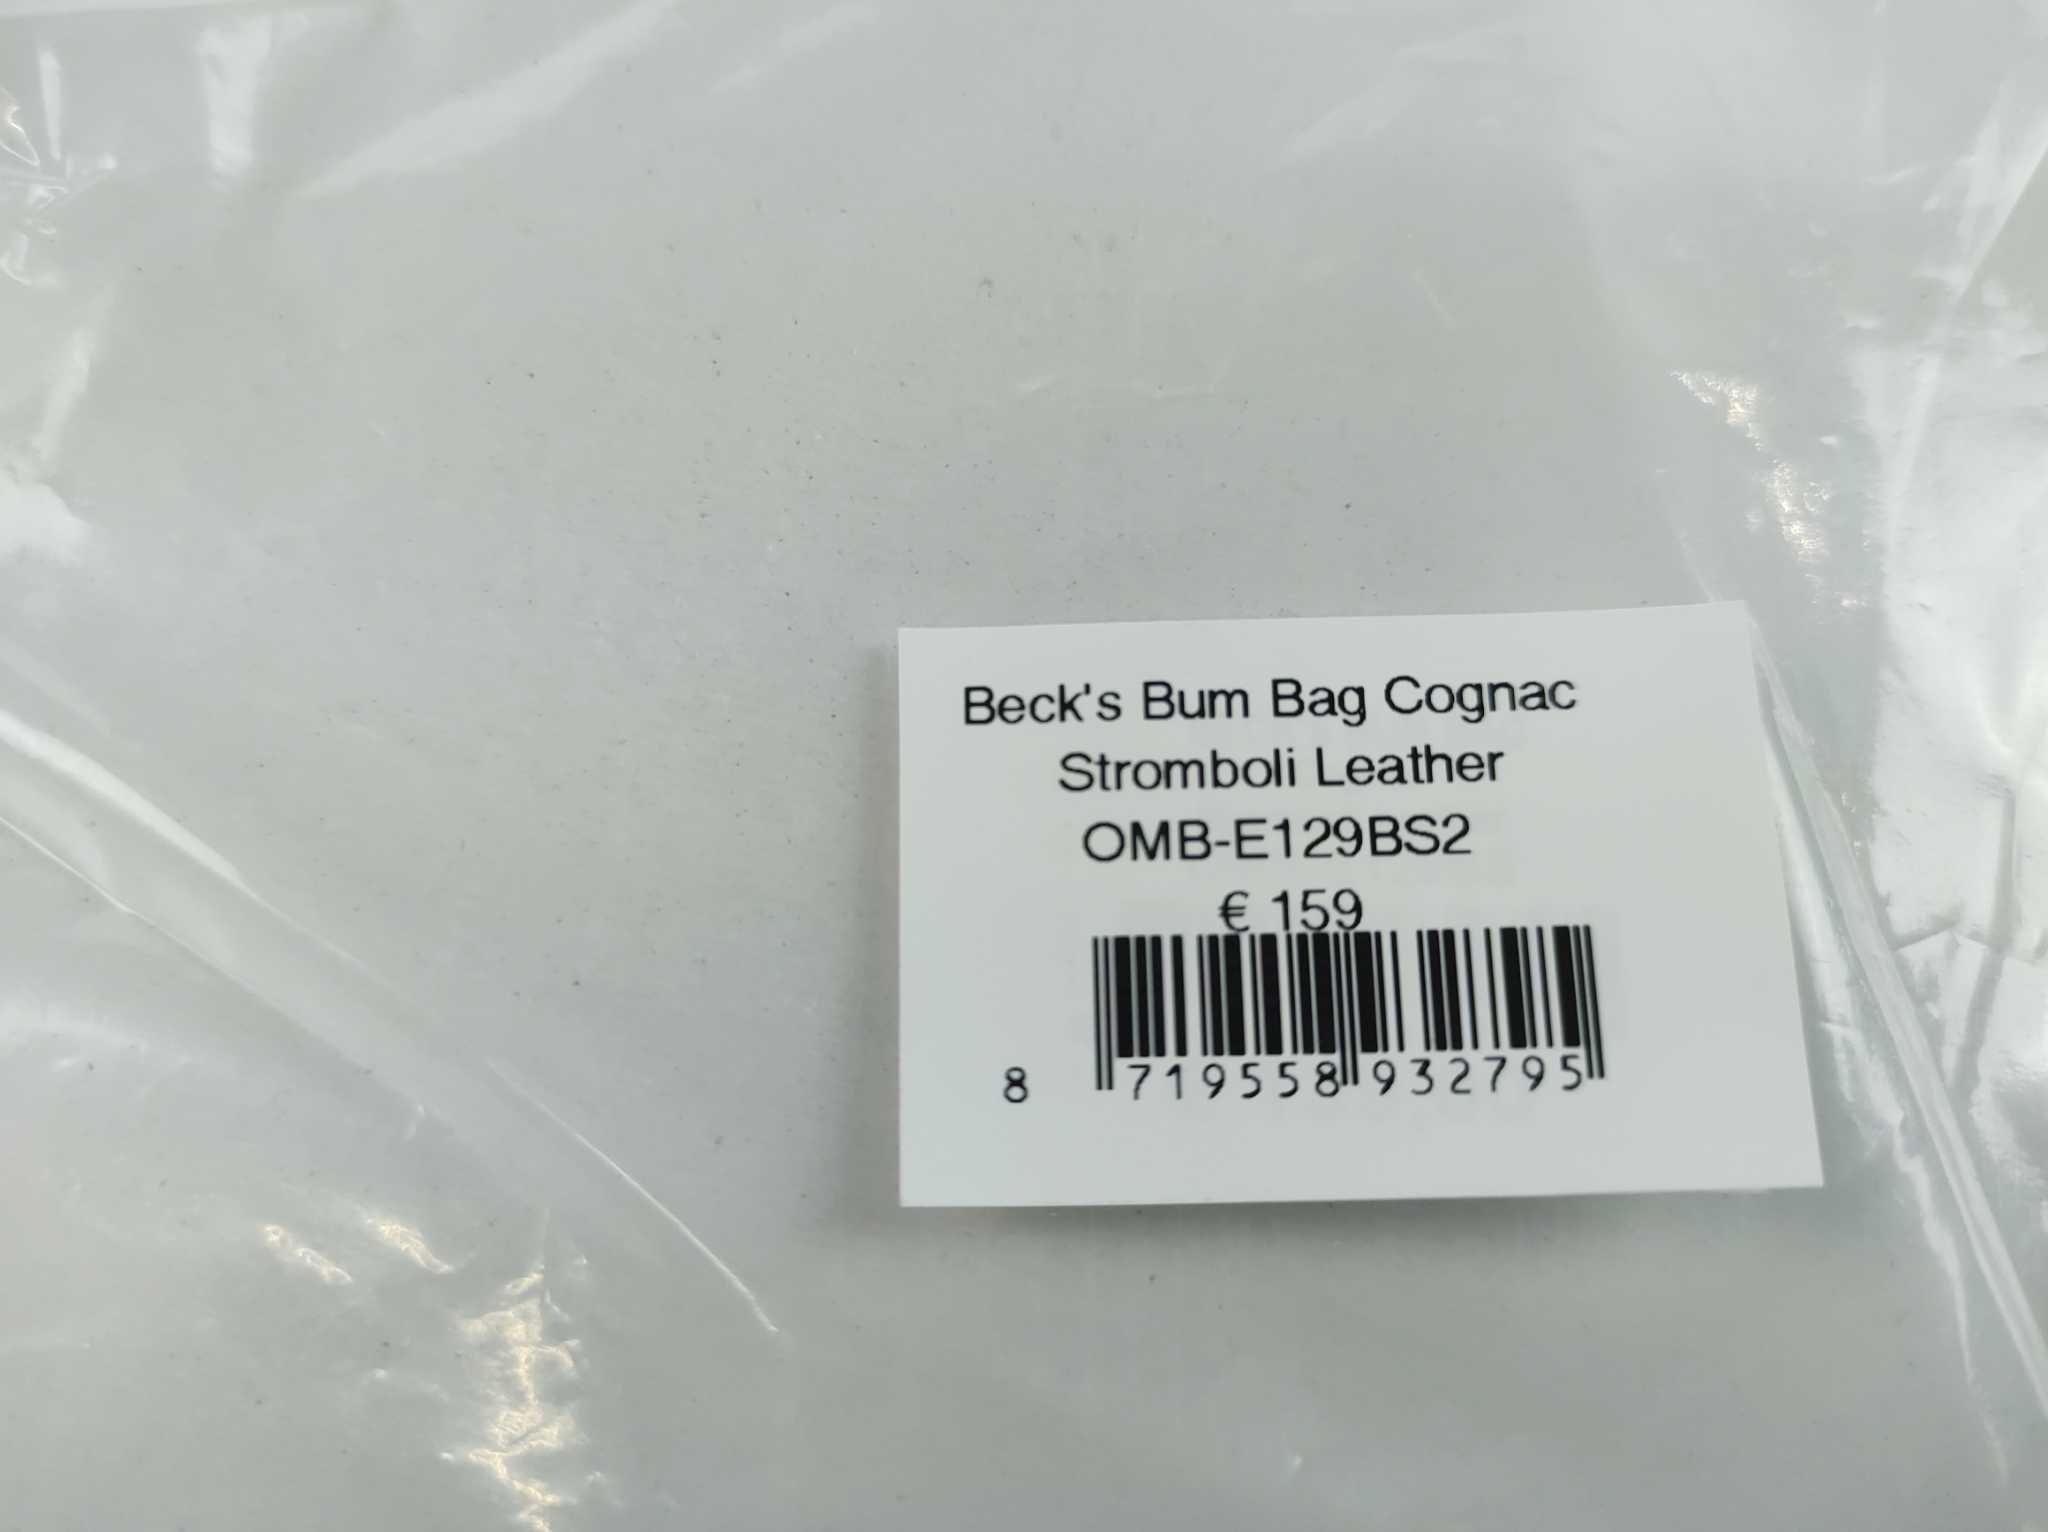 Beck's Bum Bag Cognac
Stromboli Leather
OMB-E129BS2
€ 159
8 719558 932795